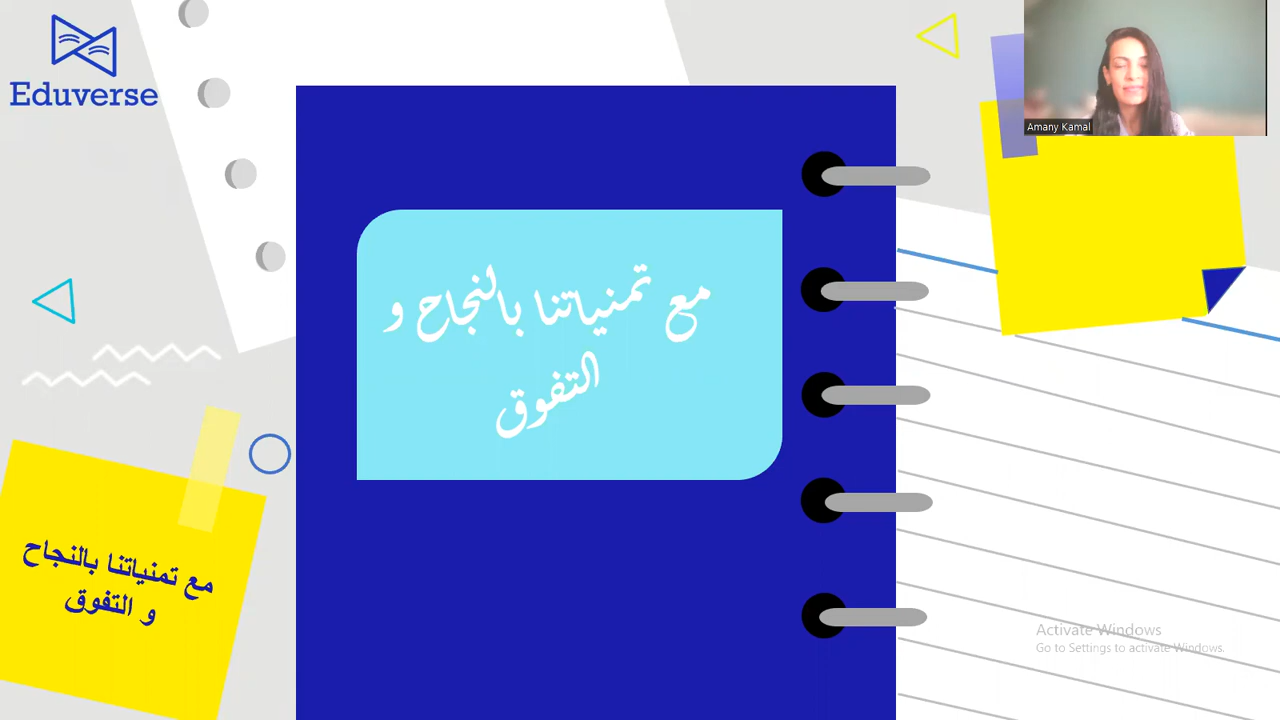 Eduverse
Amany Kamal
مع تمنياتنا بالنجاح و
التفوق
مع تمنياتنا بالنجاح
و التفوق
Activate Windows
Go to Settings to activate Windows.